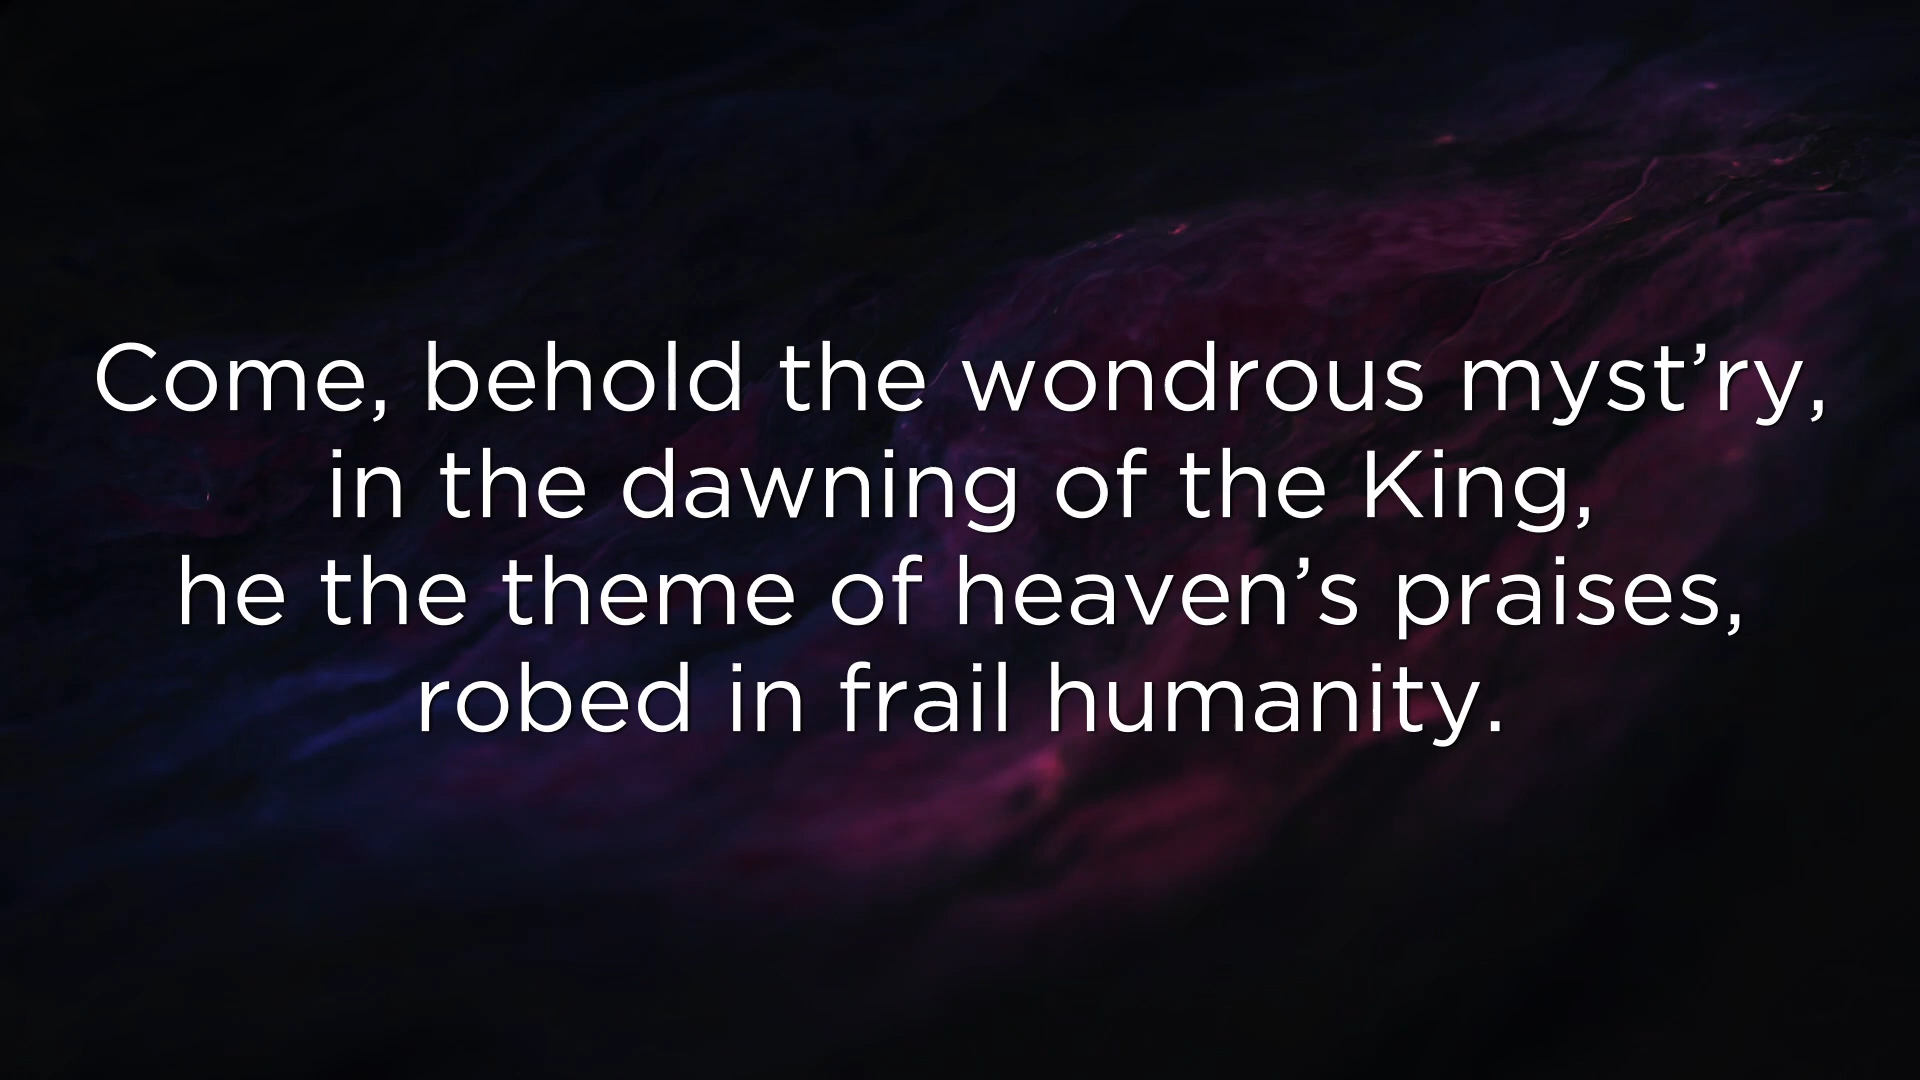 Come, behold the wondrous myst’ry,
in the dawning of the King,
he the theme of heaven’s praises,
robed in frail humanity.